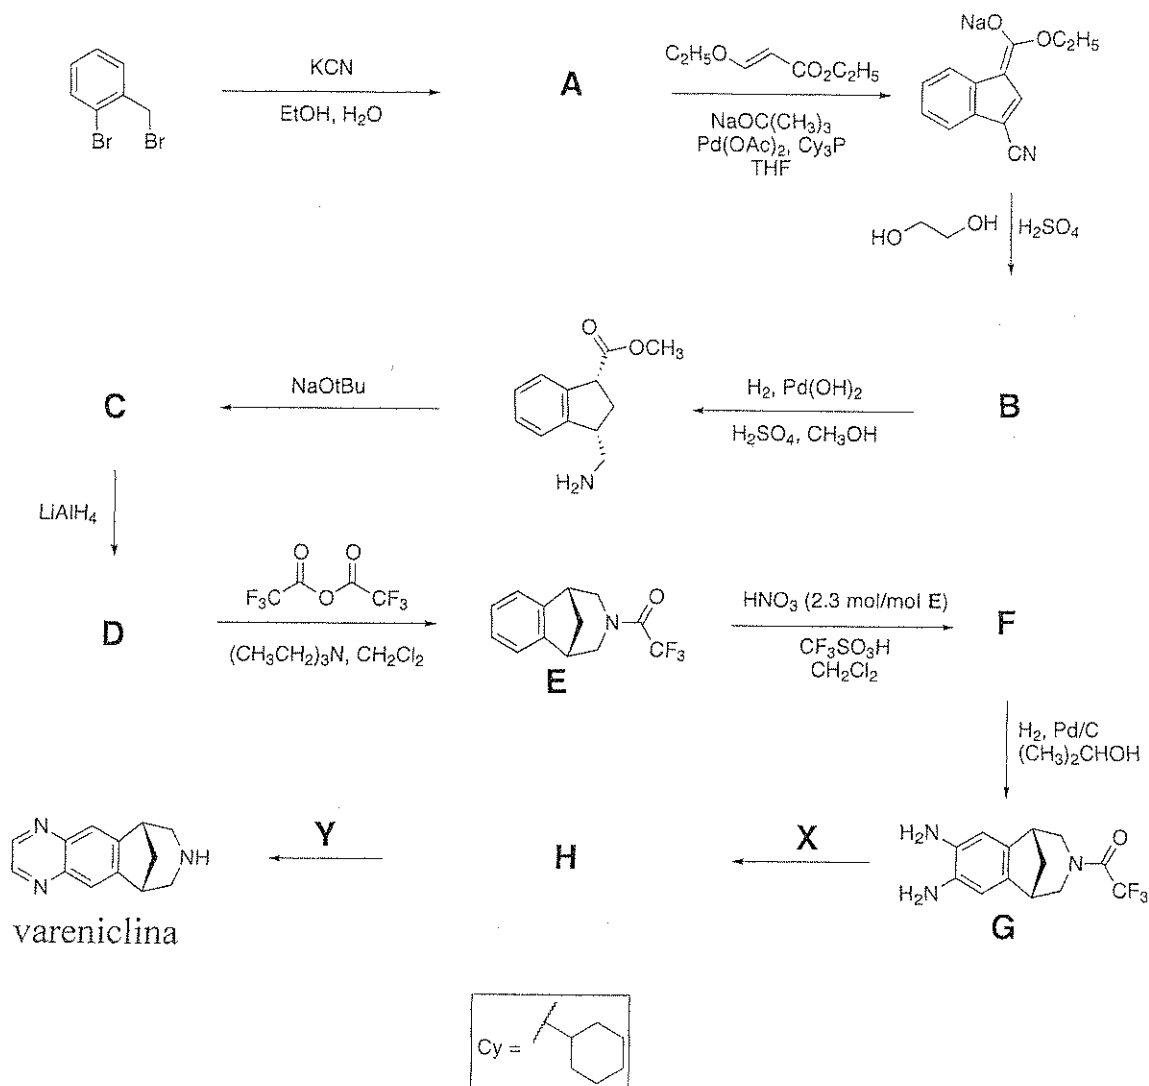 KCN
EtOH, H₂O
Br
Br
A
C₂H₅O
CO₂C₂H₅
NaOC(CH₃)₃
Pd(OAc)₂, Cy₃P
THF
NaO
OC₂H₅
CN
HO
OH
H₂SO₄
C
NaOtBu
O
OCH₃
H₂N
H₂, Pd(OH)₂
H₂SO₄, CH₃OH
B
LiAlH₄
D
O O
F₃C O CF₃
(CH₃CH₂)₃N, CH₂Cl₂
N
O
CF₃
E
HNO₃ (2.3 mol/mol E)
CF₃SO₃H
CH₂Cl₂
F
H₂, Pd/C
(CH₃)₂CHOH
N
N
NH
vareniclina
Y
H
X
H₂N
H₂N
N
O
CF₃
G
Cy =